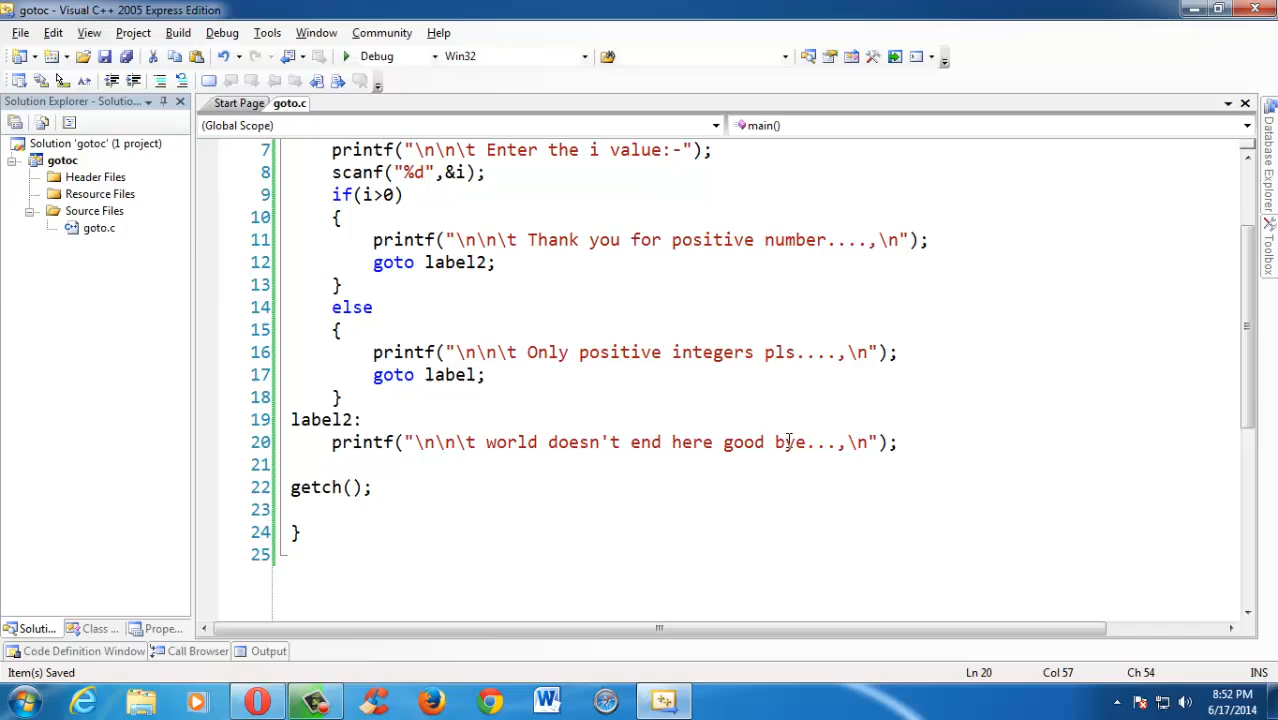 gotoc - Visual C++ 2005 Express Edition
File Edit View Project Build Debug Tools Window Community Help
Debug Win32
Solution Explorer - Solutio... Start Page goto.c
(Global Scope) main()
Solution 'gotoc' (1 project)
gotoc
Header Files
Resource Files
Source Files
goto.c
7 printf("\n\n\t Enter the i value:-");
8 scanf("%d",&i);
9 if(i>0)
10 {
11 printf("\n\n\t Thank you for positive number....,\n");
12 goto label2;
13 }
14 else
15 {
16 printf("\n\n\t Only positive integers pls....,\n");
17 goto label;
18 }
19 label2:
20 printf("\n\n\t world doesn't end here good bye...,\n");
21
22 getch();
23
24 }
25
Database Explorer
Toolbox
Soluti... Class ... Prope...
Code Definition Window Call Browser Output
Item(s) Saved Ln 20 Col 57 Ch 54 INS
8:52 PM
6/17/2014